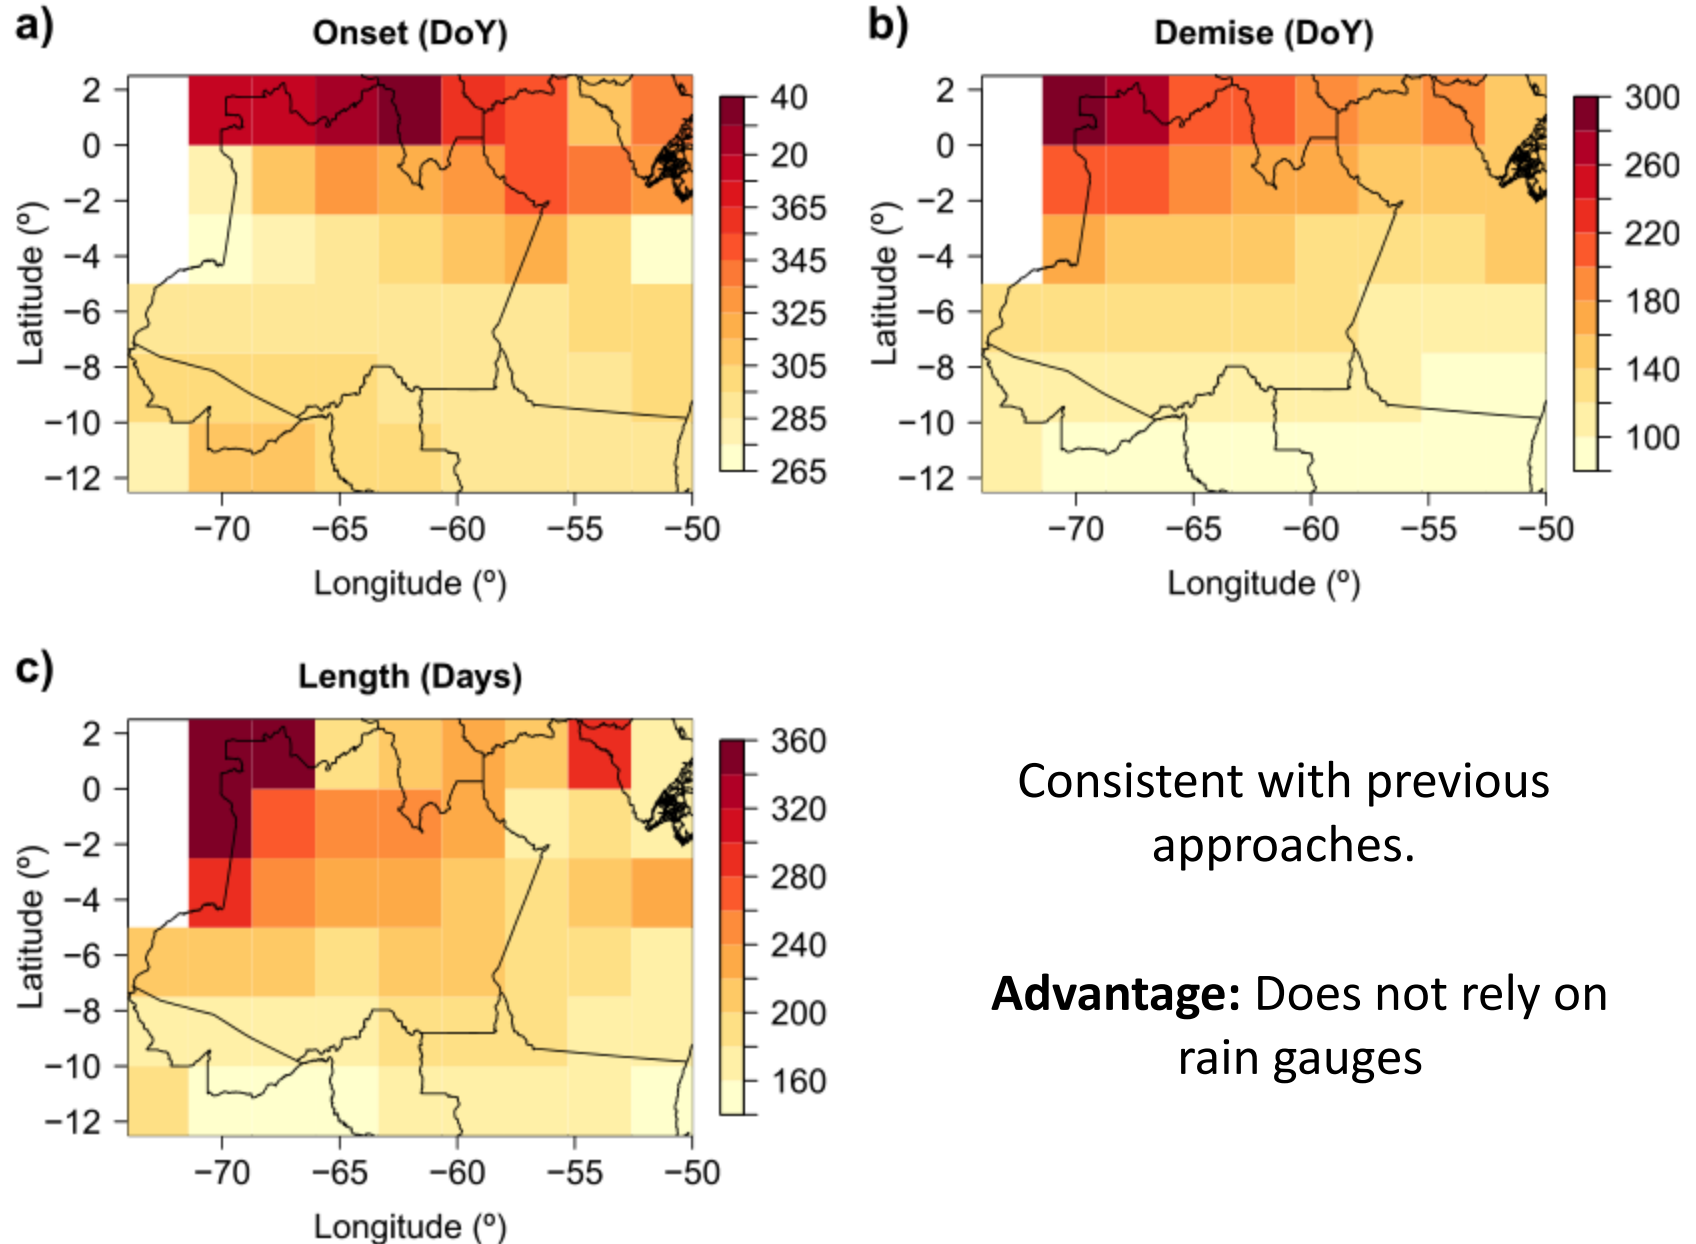 a)
Onset (DoY)
2
0
−2
−4
−6
−8
−10
−12
Latitude (º)
−70 −65 −60 −55 −50
Longitude (º)
40
20
365
345
325
305
285
265
b)
Demise (DoY)
2
0
−2
−4
−6
−8
−10
−12
Latitude (º)
−70 −65 −60 −55 −50
Longitude (º)
300
260
220
180
140
100
c)
Length (Days)
2
0
−2
−4
−6
−8
−10
−12
Latitude (º)
−70 −65 −60 −55 −50
Longitude (º)
360
320
280
240
200
160
Consistent with previous
approaches.
Advantage: Does not rely on
rain gauges